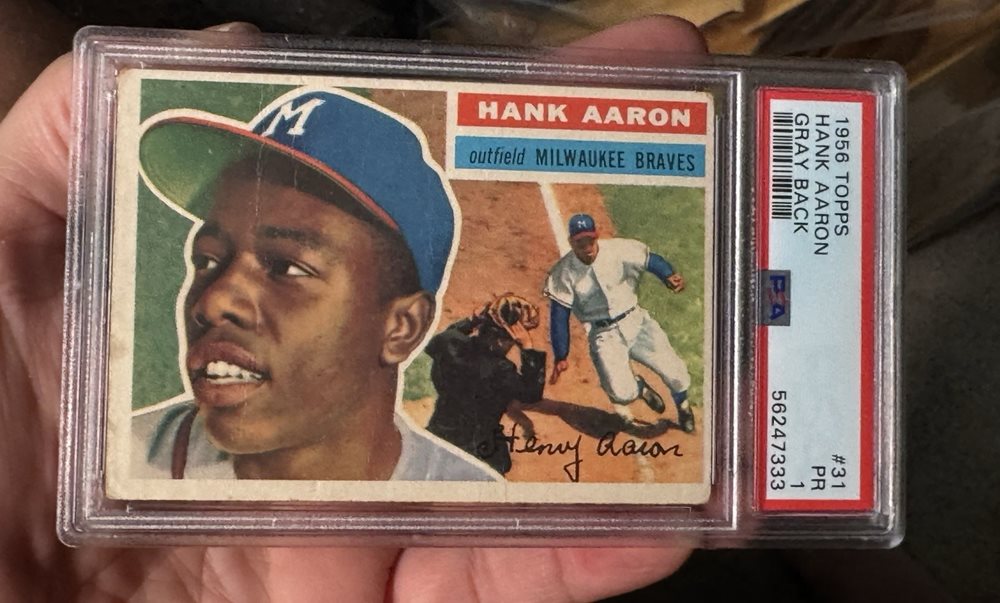 M
HANK AARON
outfield MILWAUKEE BRAVES
M
Henry Aaron
1956 TOPPS #31
HANK AARON PR
GRAY BACK 1
PSA
56247333